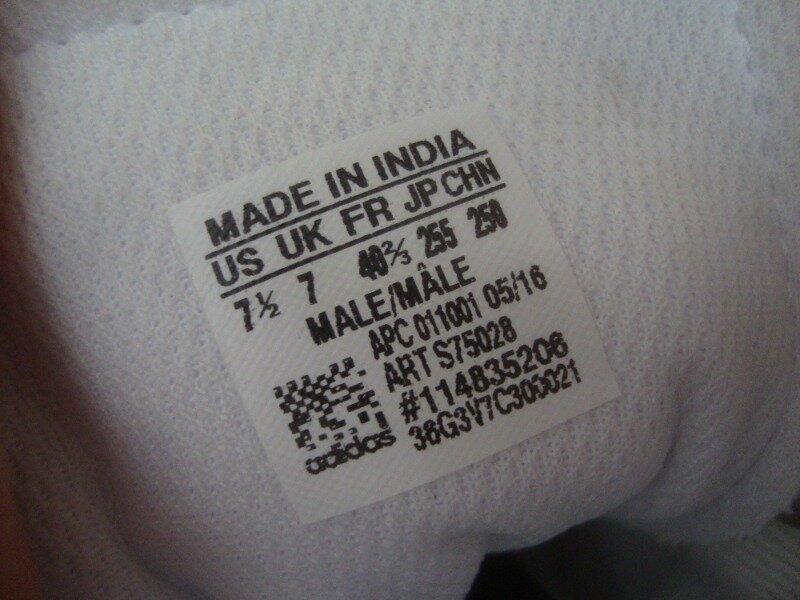 MADE IN INDIA
US UK FR JP CHN
7½ 7 40⅔ 255 250
MALE/MÂLE
APC 011001 05/16
ART S75028
#114835206
38G3V7C300021
adidas